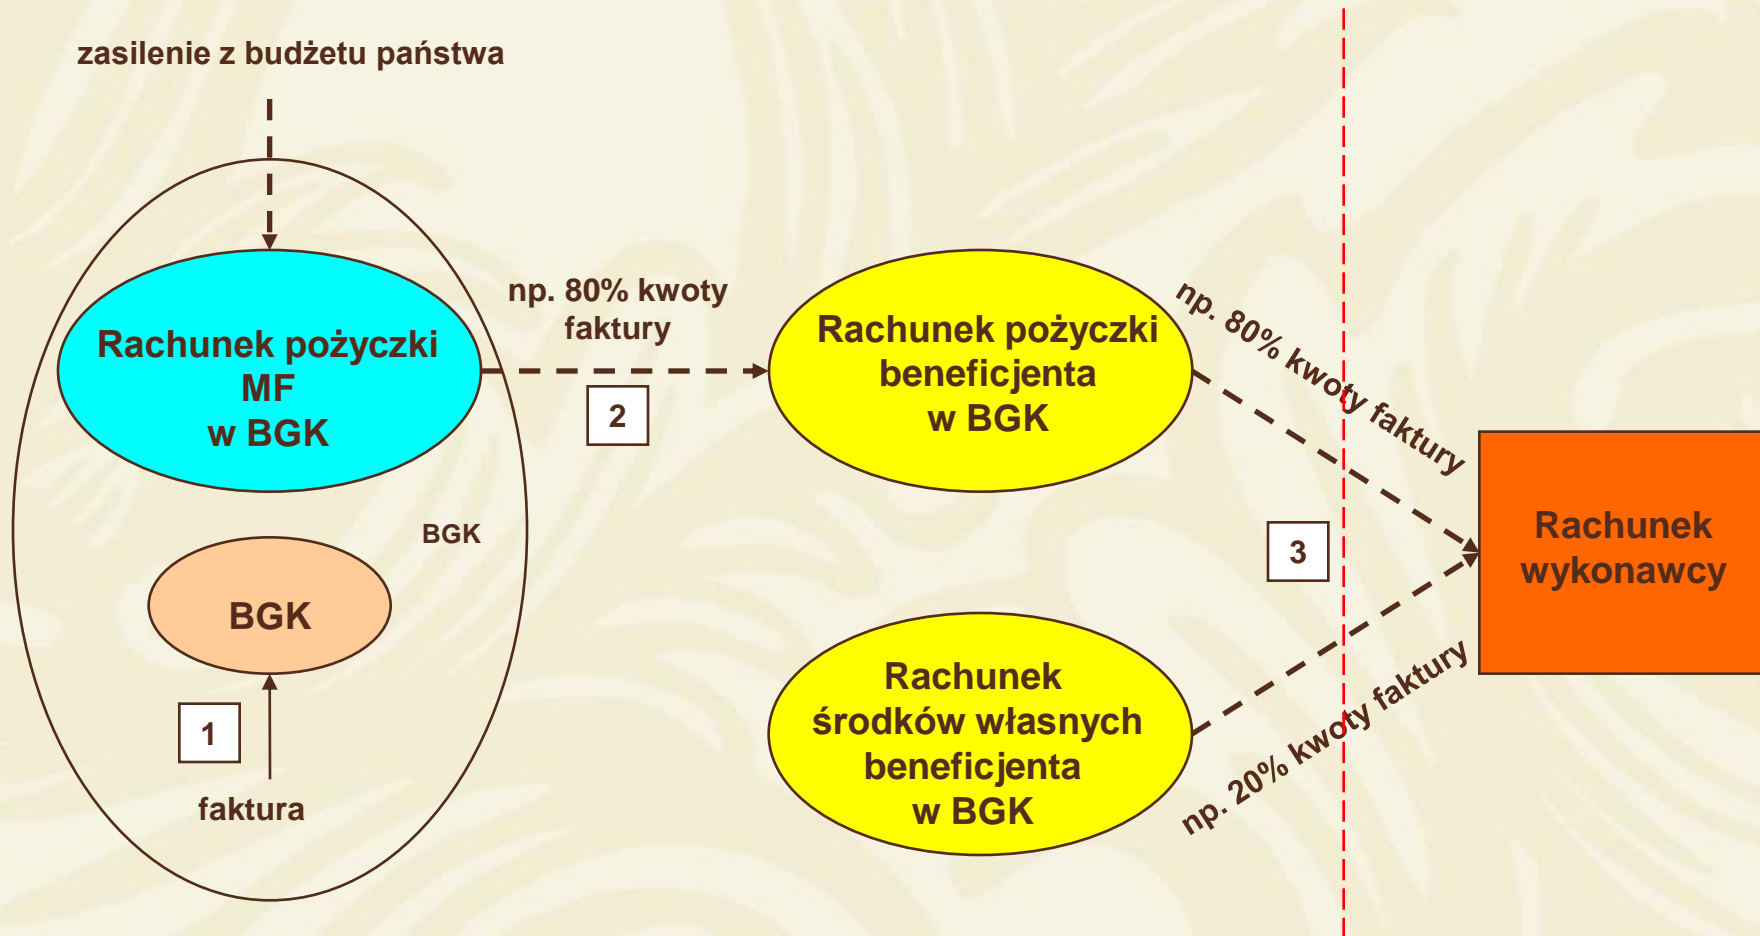 zasilenie z budżetu państwa
Rachunek pożyczki
MF
w BGK
np. 80% kwoty
faktury
2
Rachunek pożyczki
beneficjenta
w BGK
np. 80% kwoty faktury
BGK
BGK
1
faktura
3
Rachunek
wykonawcy
Rachunek
środków własnych
beneficjenta
w BGK
np. 20% kwoty faktury